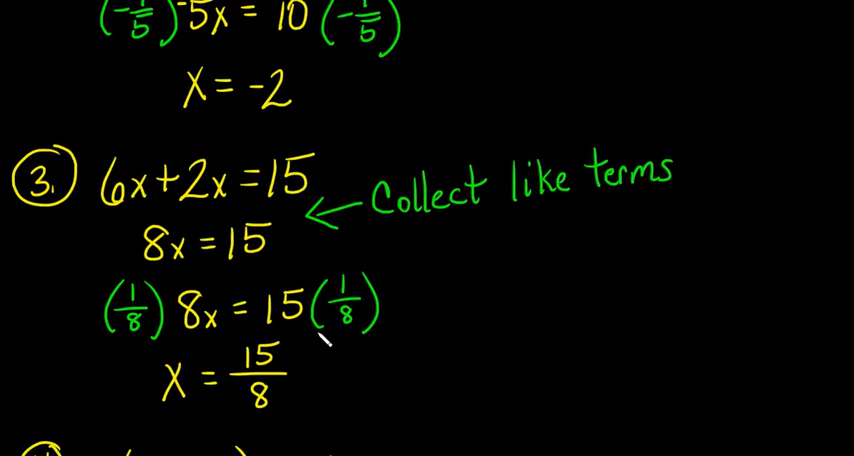 (-1/5) -5x = 10 (-1/5)
x = -2
3. 6x+2x=15
← Collect like terms
8x = 15
(1/8) 8x = 15 (1/8)
x = 15/8